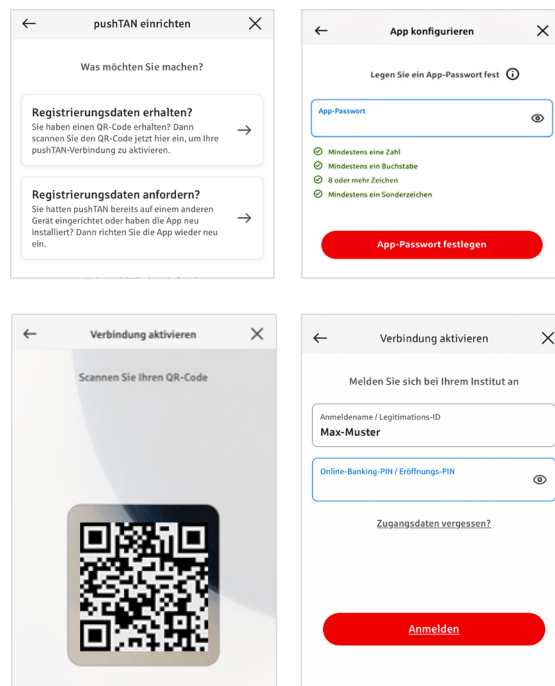 pushTAN einrichten
Was möchten Sie machen?
Registrierungsdaten erhalten?
Sie haben einen QR-Code erhalten? Dann
scannen Sie den QR-Code jetzt hier ein, um Ihre
pushTAN-Verbindung zu aktivieren.
Registrierungsdaten anfordern?
Sie hatten pushTAN bereits auf einem anderen
Gerät eingerichtet oder haben die App neu
installiert? Dann richten Sie die App wieder neu
ein.
App konfigurieren
Legen Sie ein App-Passwort fest
App-Passwort
Mindestens eine Zahl
Mindestens ein Buchstabe
8 oder mehr Zeichen
Mindestens ein Sonderzeichen
App-Passwort festlegen
Verbindung aktivieren
Scannen Sie Ihren QR-Code
Verbindung aktivieren
Melden Sie sich bei Ihrem Institut an
Anmeldename / Legitimations-ID
Max-Muster
Online-Banking-PIN / Eröffnungs-PIN
Zugangsdaten vergessen?
Anmelden